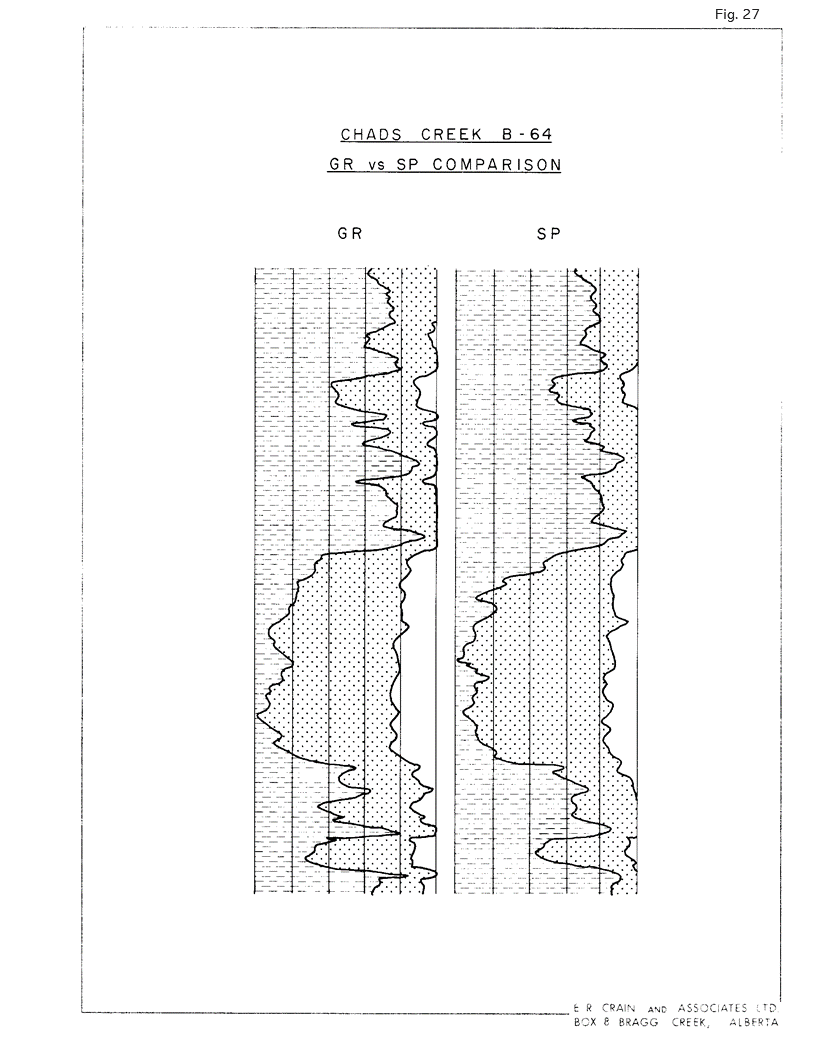 Fig. 27
CHADS CREEK B-64
GR vs SP COMPARISON
GR SP
E R CRAIN AND ASSOCIATES LTD.
BOX 8 BRAGG CREEK, ALBERTA